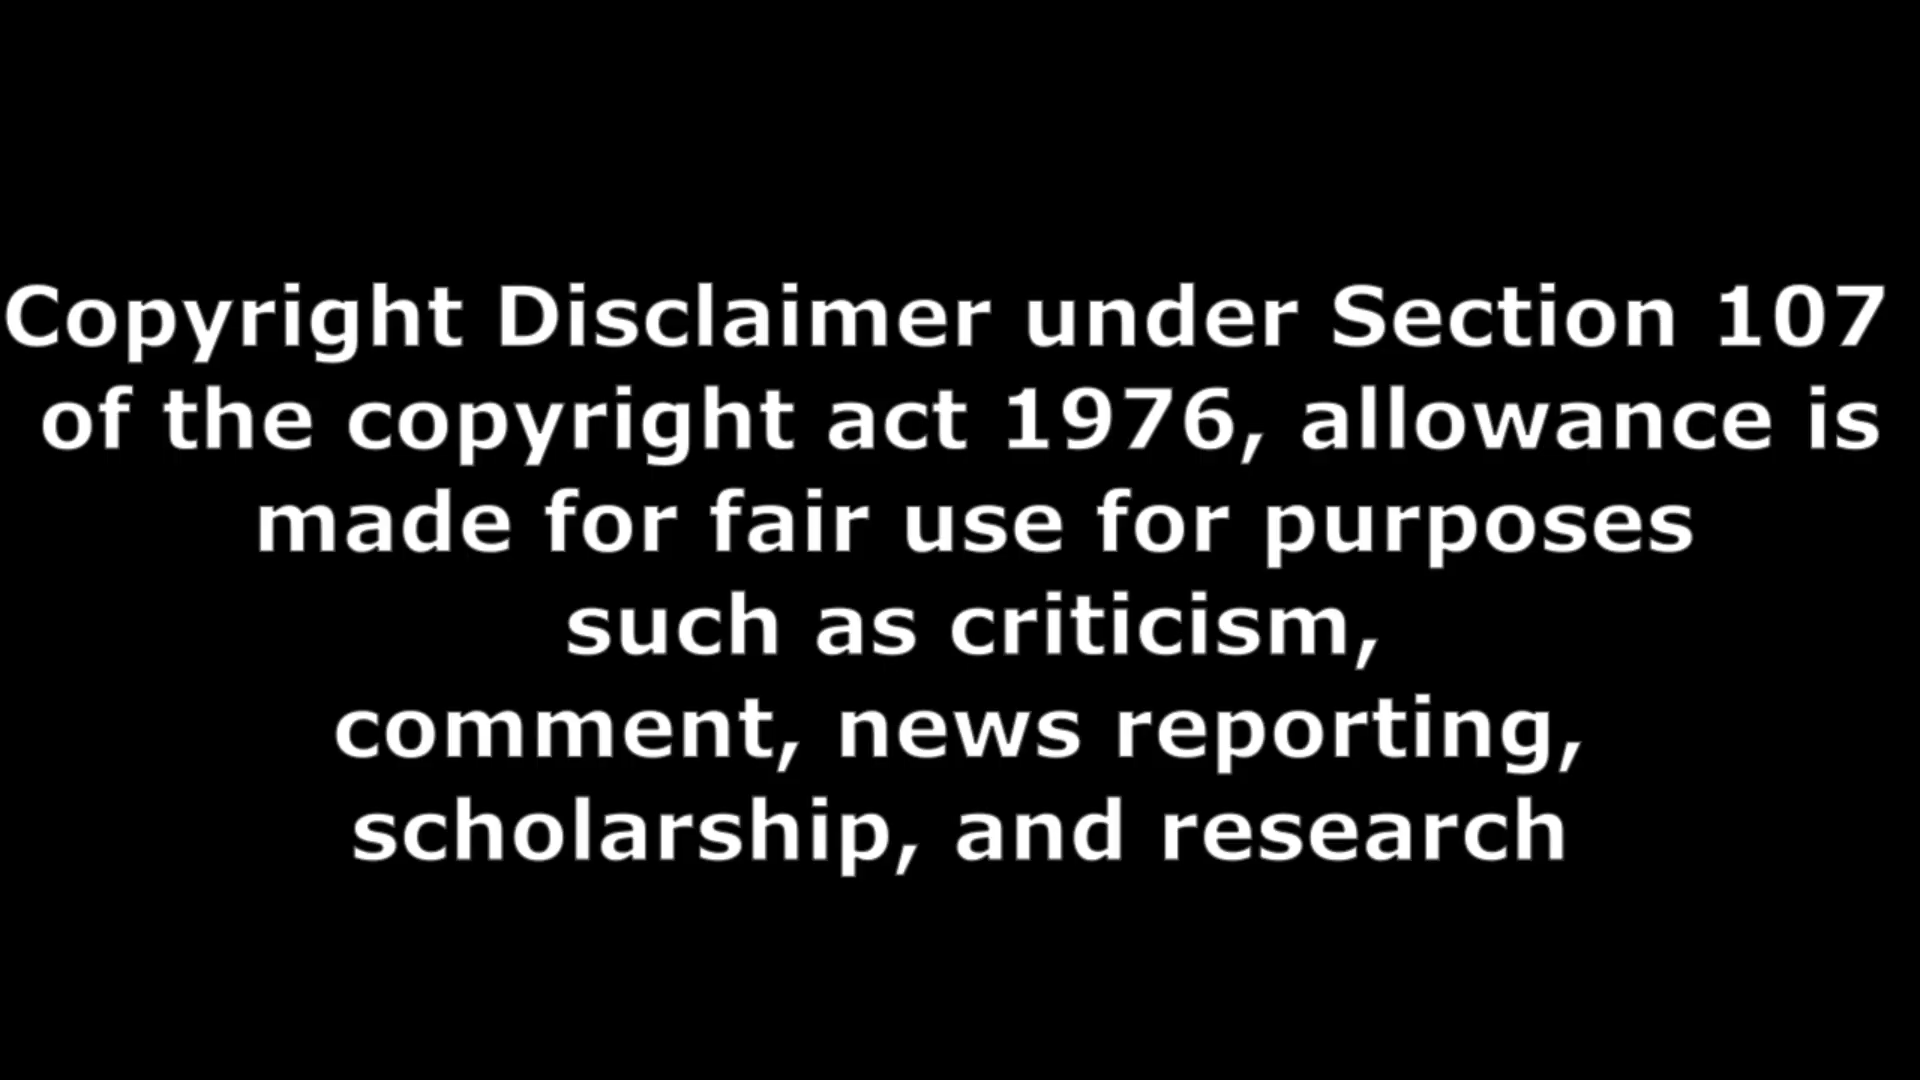 Copyright Disclaimer under Section 107
of the copyright act 1976, allowance is
made for fair use for purposes
such as criticism,
comment, news reporting,
scholarship, and research